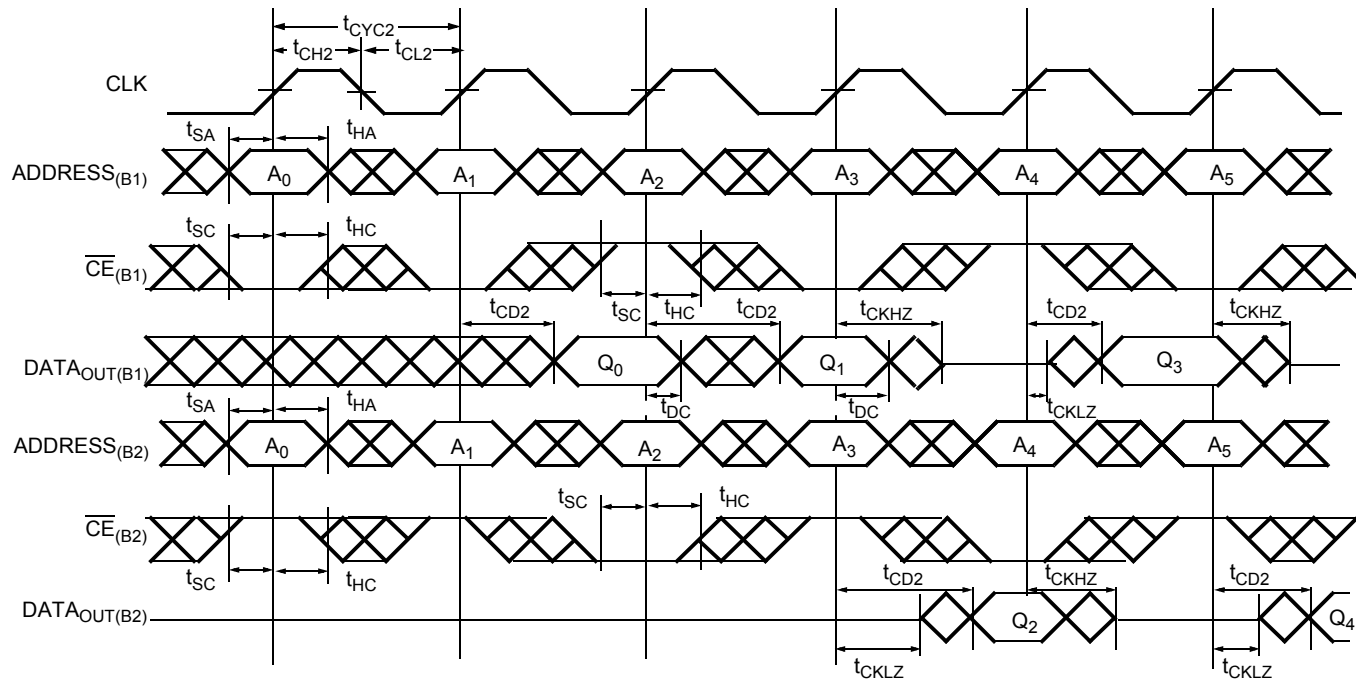 tCYC2
tCH2 tCL2
CLK
tSA tHA
ADDRESS(B1) A0 A1 A2 A3 A4 A5
tSC tHC
CE(B1)
tSC tHC
tCD2 tCD2 tCKHZ tCD2 tCKHZ
DATAOUT(B1) Q0 Q1 Q3
tSA tHA tDC tDC tCKLZ
ADDRESS(B2) A0 A1 A2 A3 A4 A5
tSC tHC
CE(B2)
tSC tHC tCD2 tCKHZ tCD2
DATAOUT(B2) Q2 Q4
tCKLZ tCKLZ